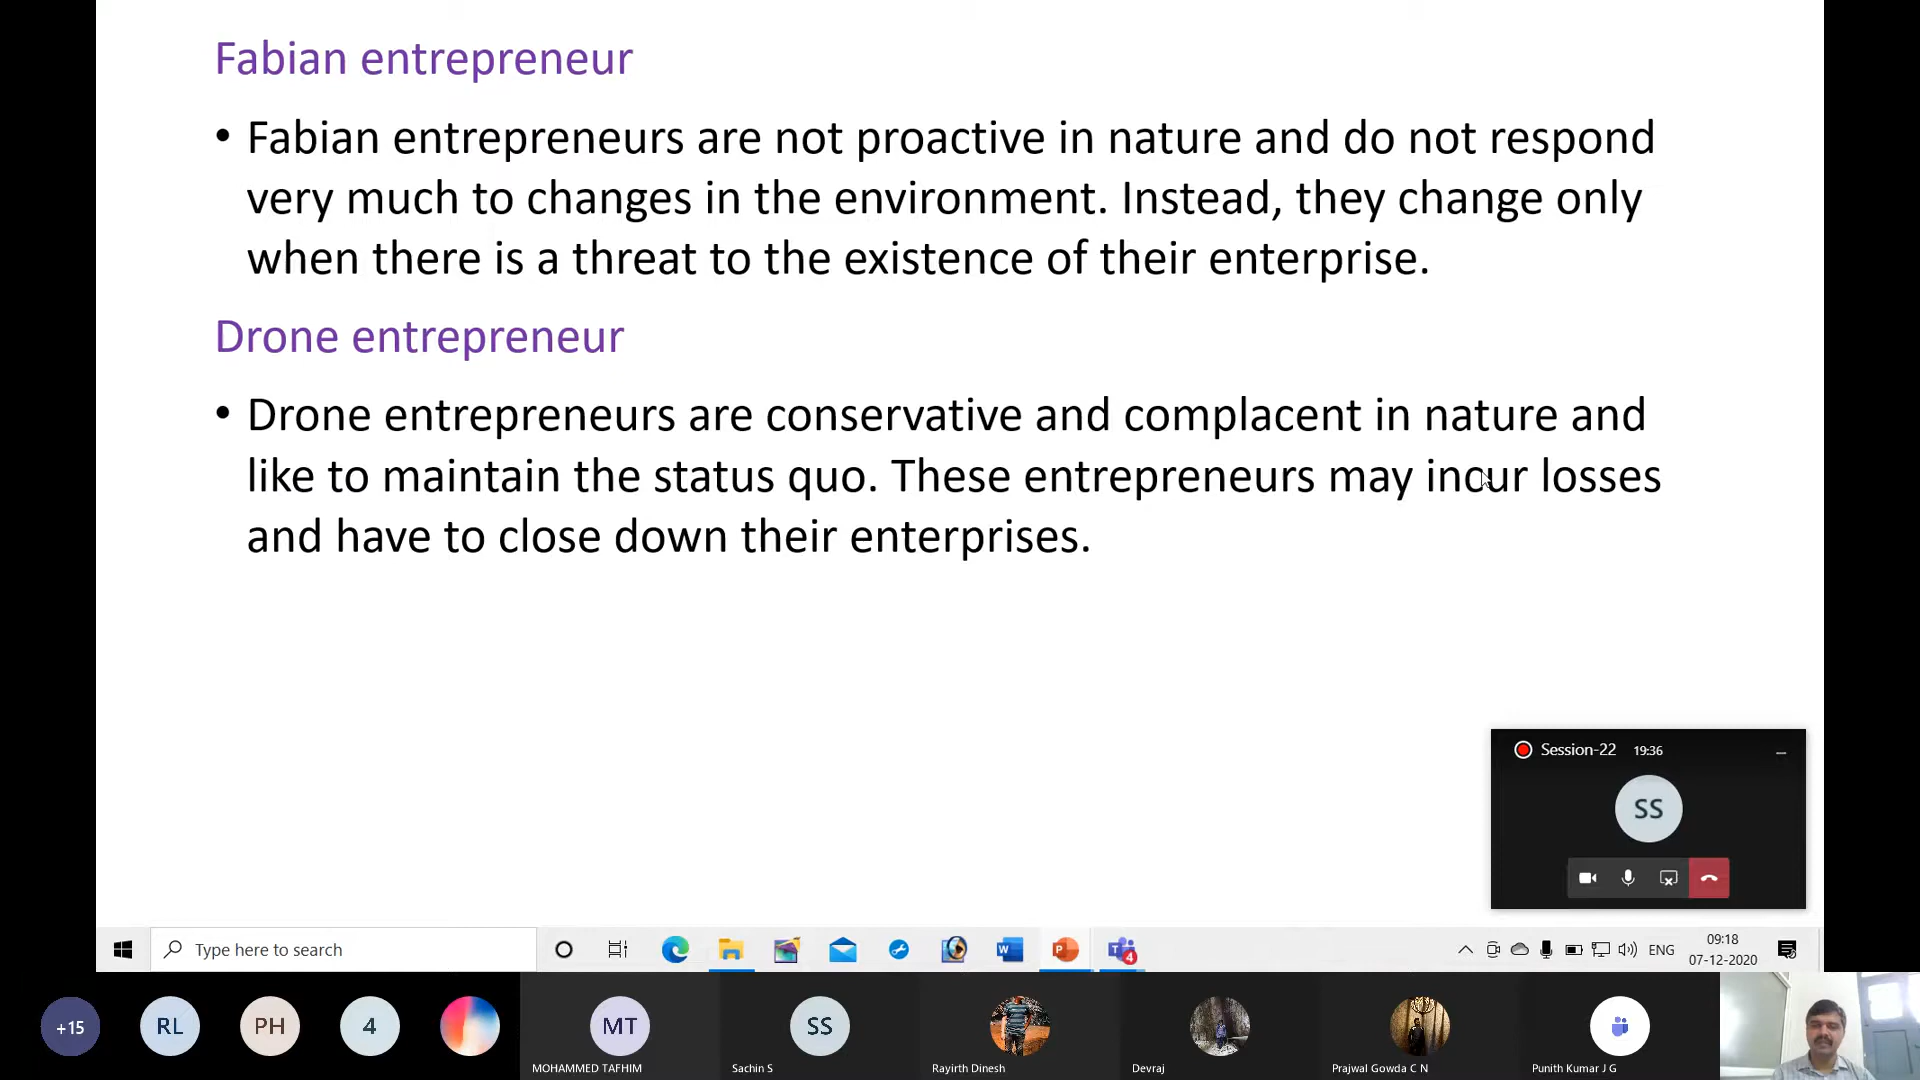 Fabian entrepreneur
• Fabian entrepreneurs are not proactive in nature and do not respond
very much to changes in the environment. Instead, they change only
when there is a threat to the existence of their enterprise.
Drone entrepreneur
• Drone entrepreneurs are conservative and complacent in nature and
like to maintain the status quo. These entrepreneurs may incur losses
and have to close down their enterprises.
Session-22 19:36
SS
Type here to search
4
ENG
09:18
07-12-2020
+15
RL
PH
4
MT
SS
MOHAMMED TAFHIM
Sachin S
Rayirth Dinesh
Devraj
Prajwal Gowda C N
Punith Kumar J G